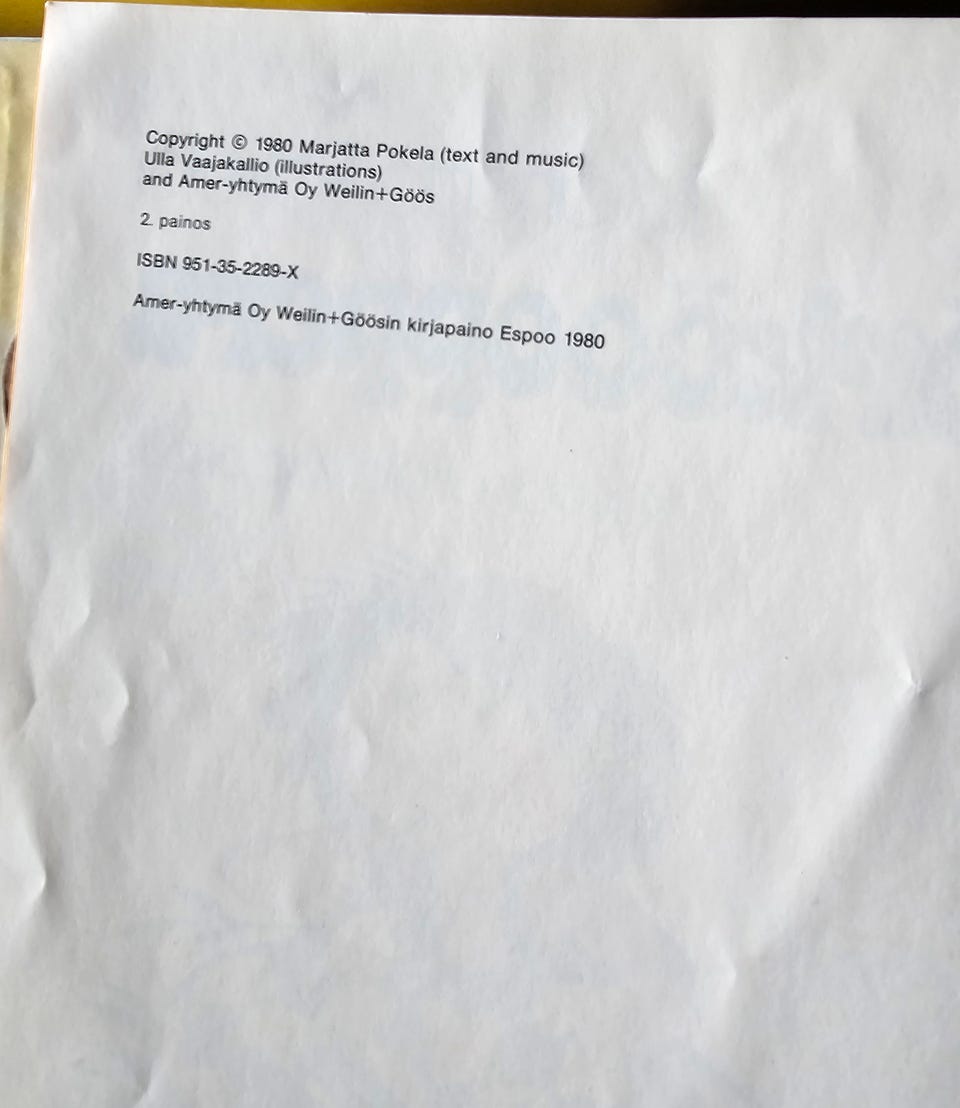 Copyright © 1980 Marjatta Pokela (text and music)
Ulla Vaajakallio (illustrations)
and Amer-yhtymä Oy Weilin+Göös
2. painos
ISBN 951-35-2289-X
Amer-yhtymä Oy Weilin+Göösin kirjapaino Espoo 1980